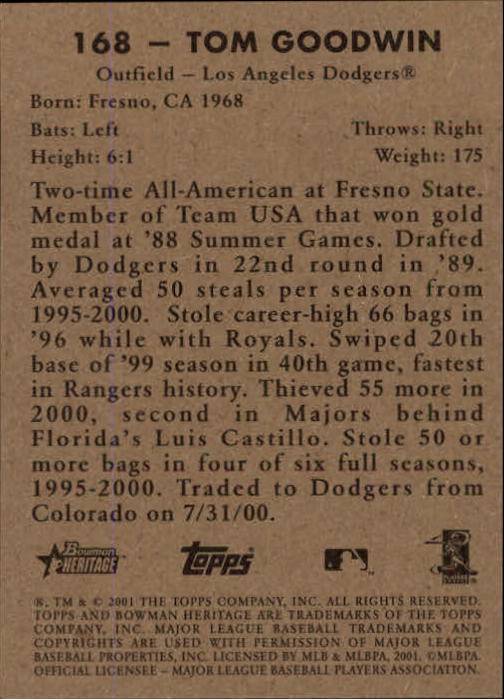 168 – TOM GOODWIN
Outfield – Los Angeles Dodgers®
Born: Fresno, CA 1968
Bats: Left Throws: Right
Height: 6:1 Weight: 175
Two-time All-American at Fresno State.
Member of Team USA that won gold
medal at '88 Summer Games. Drafted
by Dodgers in 22nd round in '89.
Averaged 50 steals per season from
1995-2000. Stole career-high 66 bags in
'96 while with Royals. Swiped 20th
base of '99 season in 40th game, fastest
in Rangers history. Thieved 55 more in
2000, second in Majors behind
Florida's Luis Castillo. Stole 50 or
more bags in four of six full seasons,
1995-2000. Traded to Dodgers from
Colorado on 7/31/00.
Bowman
HERITAGE
Topps
®, TM & © 2001 THE TOPPS COMPANY, INC. ALL RIGHTS RESERVED.
TOPPS AND BOWMAN HERITAGE ARE TRADEMARKS OF THE TOPPS
COMPANY, INC. MAJOR LEAGUE BASEBALL TRADEMARKS AND
COPYRIGHTS ARE USED WITH PERMISSION OF MAJOR LEAGUE
BASEBALL PROPERTIES, INC. LICENSED BY MLB & MLBPA, 2001. ©MLBPA.
OFFICIAL LICENSEE – MAJOR LEAGUE BASEBALL PLAYERS ASSOCIATION.